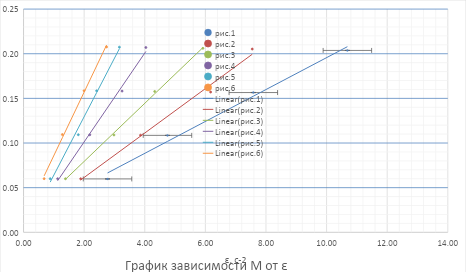 0.25
0.20
0.15
0.10
0.05
0.00
0.00
2.00
4.00
6.00
8.00
10.00
12.00
14.00
рис.1
рис.2
рис.3
рис.4
рис.5
рис.6
Linear(рис.1)
Linear(рис.2)
Linear(рис.3)
Linear(рис.4)
Linear(рис.5)
Linear(рис.6)
ε, с-2
График зависимости М от ε